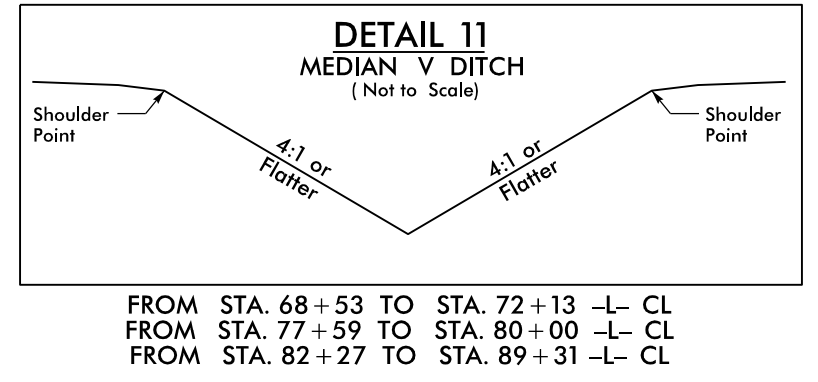 DETAIL 11
MEDIAN V DITCH
( Not to Scale)
Shoulder
Point
4:1 or
Flatter
4:1 or
Flatter
Shoulder
Point
FROM STA. 68+53 TO STA. 72+13 -L- CL
FROM STA. 77+59 TO STA. 80+00 -L- CL
FROM STA. 82+27 TO STA. 89+31 -L- CL